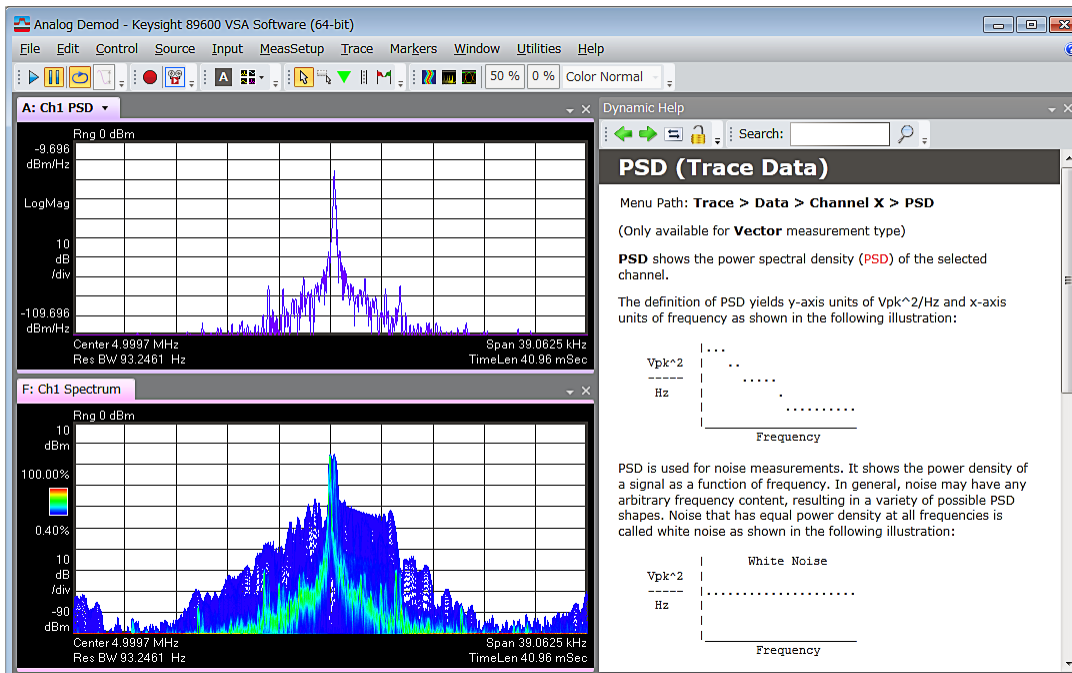 Analog Demod - Keysight 89600 VSA Software (64-bit)
File Edit Control Source Input MeasSetup Trace Markers Window Utilities Help
A 50 % 0 % Color Normal
A: Ch1 PSD
Rng 0 dBm
-9.696
dBm/Hz
LogMag
10
dB
/div
-109.696
dBm/Hz
Center 4.9997 MHz Span 39.0625 kHz
Res BW 93.2461 Hz TimeLen 40.96 mSec
F: Ch1 Spectrum
Rng 0 dBm
10
dBm
100.00%
0.40%
10
dB
/div
-90
dBm
Center 4.9997 MHz Span 39.0625 kHz
Res BW 93.2461 Hz TimeLen 40.96 mSec
Dynamic Help
Search:
PSD (Trace Data)
Menu Path: Trace > Data > Channel X > PSD
(Only available for Vector measurement type)
PSD shows the power spectral density (PSD) of the selected
channel.
The definition of PSD yields y-axis units of Vpk^2/Hz and x-axis
units of frequency as shown in the following illustration:
Vpk^2
-----
Hz
Frequency
PSD is used for noise measurements. It shows the power density of
a signal as a function of frequency. In general, noise may have any
arbitrary frequency content, resulting in a variety of possible PSD
shapes. Noise that has equal power density at all frequencies is
called white noise as shown in the following illustration:
White Noise
Vpk^2
-----
Hz
Frequency